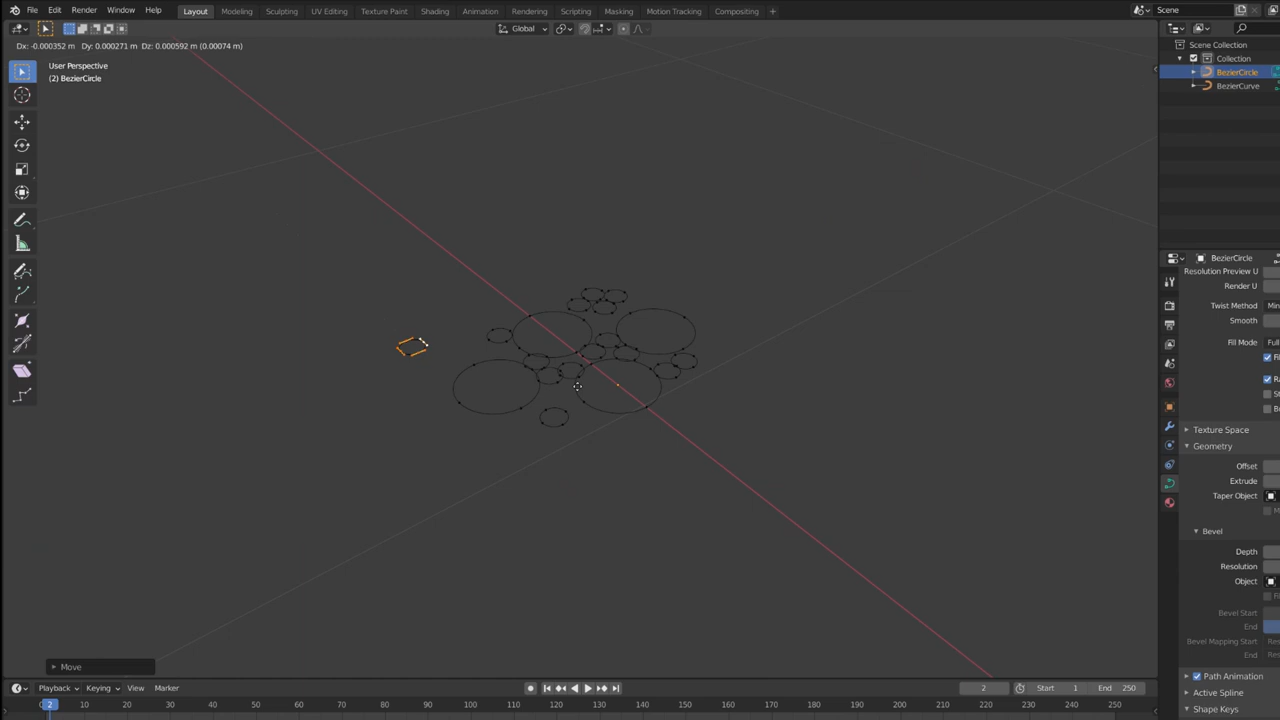 File Edit Render Window Help Layout Modeling Sculpting UV Editing Texture Paint Shading Animation Rendering Scripting Masking Motion Tracking Compositing + Scene
Global
Dx: -0.000352 m Dy: 0.000271 m Dz: 0.000592 m (0.00074 m)
User Perspective
(2) BezierCircle
Scene Collection
Collection
BezierCircle
BezierCurve
BezierCircle
Resolution Preview U
Render U
Twist Method Min
Smooth
Fill Mode Full
Texture Space
Geometry
Offset
Extrude
Taper Object
Bevel
Depth
Resolution
Object
Bevel Start
End
Bevel Mapping Start
End
Path Animation
Active Spline
Shape Keys
Move
Playback Keying View Marker 2 Start 1 End 250
2 10 20 30 40 50 60 70 80 90 100 110 120 130 140 150 160 170 180 190 200 210 220 230 240 250